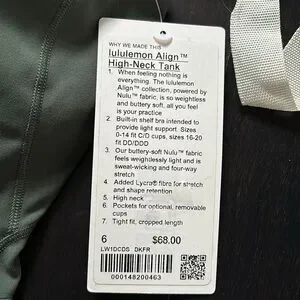 WHY WE MADE THIS
lululemon Align™
High-Neck Tank
1. When feeling nothing is
everything. The lululemon
Align™ collection, powered by
Nulu™ fabric, is so weightless
and buttery soft, all you feel
is your practice
2. Built-in shelf bra intended to
provide light support. Sizes
0-14 fit C/D cups, sizes 16-20
fit DD/DDD
3. Our buttery-soft Nulu™ fabric
feels weightlessly light and is
sweat-wicking and four-way
stretch
4. Added Lycra® fibre for stretch
and shape retention
5. High neck
6. Pockets for optional, removable
cups
7. Tight fit, cropped length
6 $68.00
LW1DCDS DKFR
000148200463